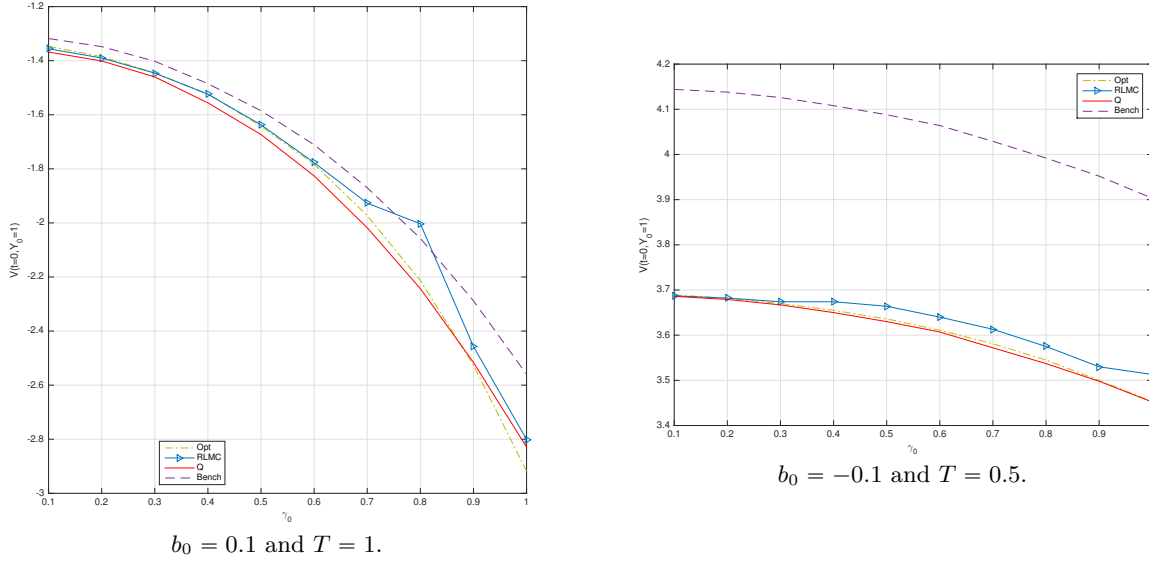 -1.2
-1.4
-1.6
-1.8
-2
-2.2
-2.4
-2.6
-2.8
-3
V(t=0,Y₀=1)
Opt
RLMC
Q
Bench
0.1 0.2 0.3 0.4 0.5 0.6 0.7 0.8 0.9 1
γ₀
b₀ = 0.1 and T = 1.
4.2
4.1
4
3.9
3.8
3.7
3.6
3.5
3.4
V(t=0,Y₀=1)
Opt
RLMC
Q
Bench
0.1 0.2 0.3 0.4 0.5 0.6 0.7 0.8 0.9
γ₀
b₀ = −0.1 and T = 0.5.